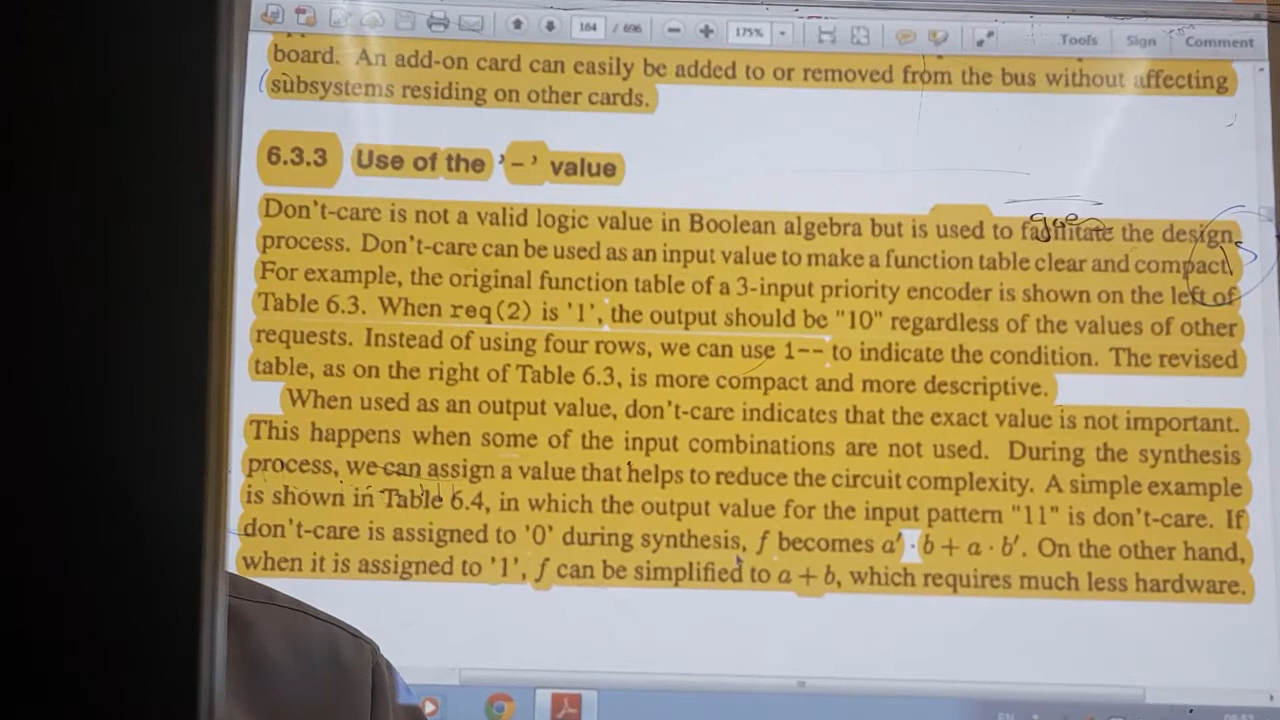 164 / 696 175% Tools Sign Comment
board. An add-on card can easily be added to or removed from the bus without affecting
subsystems residing on other cards.
6.3.3 Use of the '–' value
Don't-care is not a valid logic value in Boolean algebra but is used to facilitate the design
process. Don't-care can be used as an input value to make a function table clear and compact.
For example, the original function table of a 3-input priority encoder is shown on the left of
Table 6.3. When req(2) is '1', the output should be "10" regardless of the values of other
requests. Instead of using four rows, we can use 1-- to indicate the condition. The revised
table, as on the right of Table 6.3, is more compact and more descriptive.
When used as an output value, don't-care indicates that the exact value is not important.
This happens when some of the input combinations are not used. During the synthesis
process, we can assign a value that helps to reduce the circuit complexity. A simple example
is shown in Table 6.4, in which the output value for the input pattern "11" is don't-care. If
don't-care is assigned to '0' during synthesis, f becomes a' · b + a · b'. On the other hand,
when it is assigned to '1', f can be simplified to a + b, which requires much less hardware.
EN